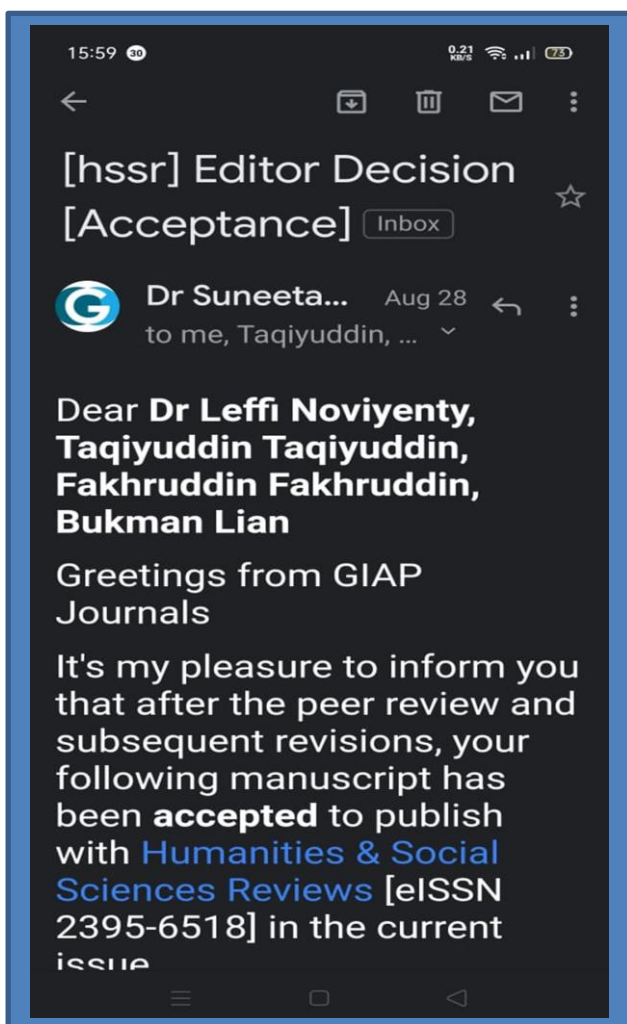 15:59 30 0.21 KB/S 73
[hssr] Editor Decision
[Acceptance] Inbox
Dr Suneeta... Aug 28
to me, Taqiyuddin, ...
Dear Dr Leffi Noviyenty,
Taqiyuddin Taqiyuddin,
Fakhruddin Fakhruddin,
Bukman Lian
Greetings from GIAP
Journals
It's my pleasure to inform you
that after the peer review and
subsequent revisions, your
following manuscript has
been accepted to publish
with Humanities & Social
Sciences Reviews [eISSN
2395-6518] in the current
issue